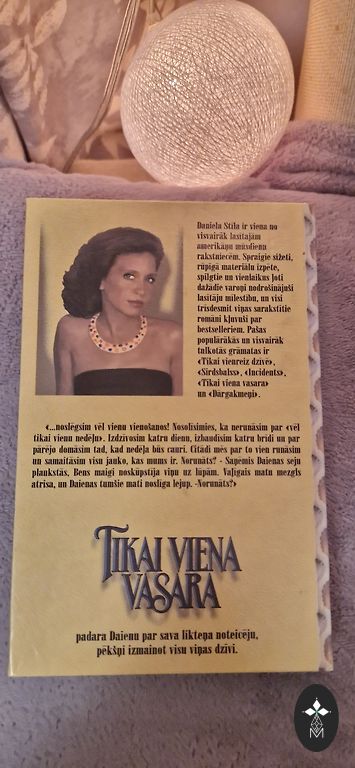 Daniela Stīla ir viena no
visvairāk lasītajām
amerikāņu mūsdienu
rakstniecēm. Spraigie sižeti,
rūpīgā materiālu izpēte,
spilgtie un vienlaikus ļoti
dažādie varoņi nodrošinājuši
lasītāju mīlestību, un visi
trīsdesmit viņas sarakstītie
romāni kļuvuši par
bestselleriem. Pašas
populārākās un visvairāk
tulkotās grāmatas ir
«Tikai vienreiz dzīvē»,
«Sirdsbalss», «Incidents»,
«Tikai viena vasara»
un «Dārgakmeņi».
«...noslēgsim vēl vienu vienošanos! Nosolīsimies, ka nerunāsim par «vēl
tikai vienu nedēļu». Izdzīvosim katru dienu, izbaudīsim katru brīdi un par
pārējo domāsim tad, kad nedēļa būs cauri. Citādi mēs par to vien runāsim
un samaitāsim visu jauko, kas mums ir. Norunāts? - Saņēmis Daienas seju
plaukstās, Bens maigi noskūpstīja viņu uz lūpām. Vaļīgais matu mezgls
atrisa, un Daienas tumšie mati noslīga lejup. -Norunāts?»
TIKAI VIENA
VASARA
padara Daienu par sava likteņa noteicēju,
pēkšņi izmainot visu viņas dzīvi.
M